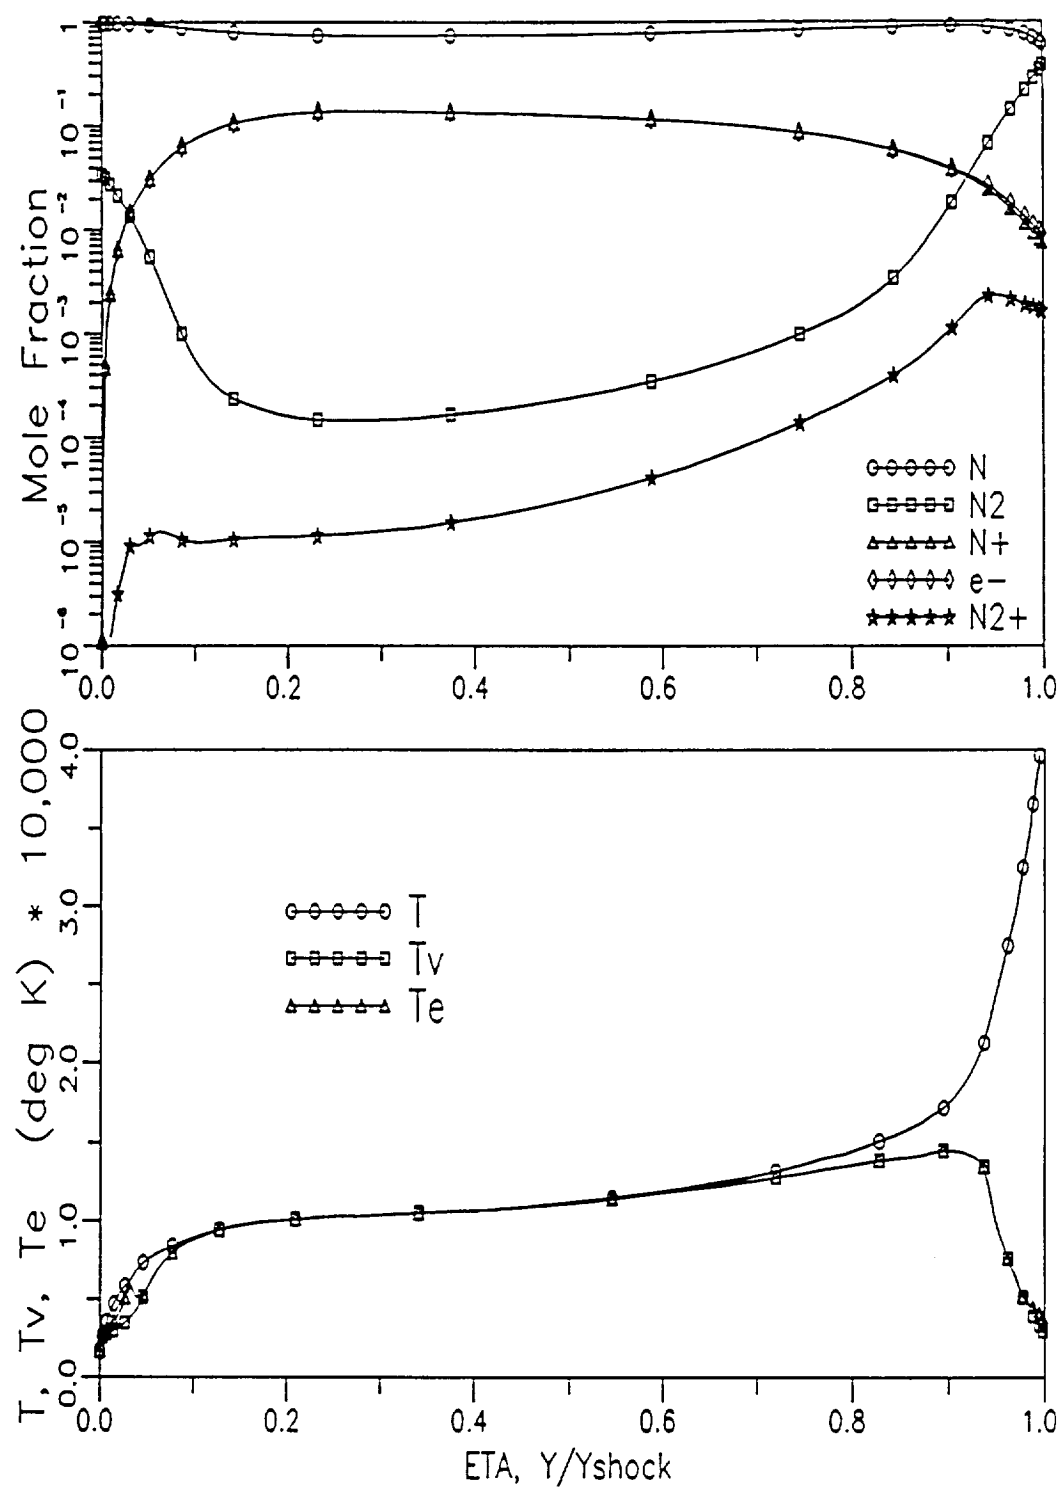 1
10⁻¹
10⁻²
10⁻³
10⁻⁴
10⁻⁵
10⁻⁶
Mole Fraction
N
N2
N+
e-
N2+
0.0 0.2 0.4 0.6 0.8 1.0
4.0
3.0
2.0
1.0
0.0
T, Tv, Te (deg K) * 10,000
T
Tv
Te
0.0 0.2 0.4 0.6 0.8 1.0
ETA, Y/Yshock